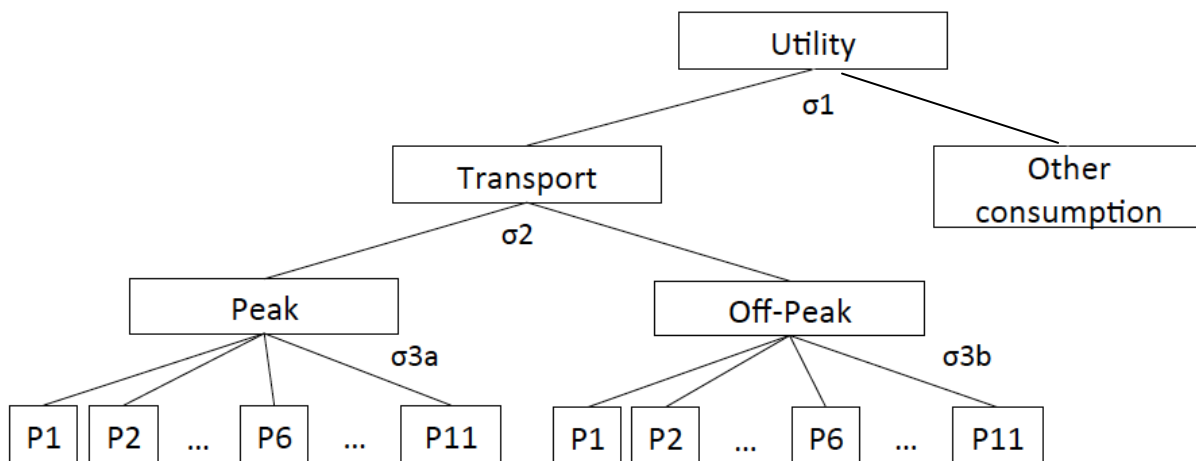 Utility
σ1
Transport
Other
consumption
σ2
Peak
Off-Peak
σ3a
σ3b
P1 P2 ... P6 ... P11 P1 P2 ... P6 ... P11